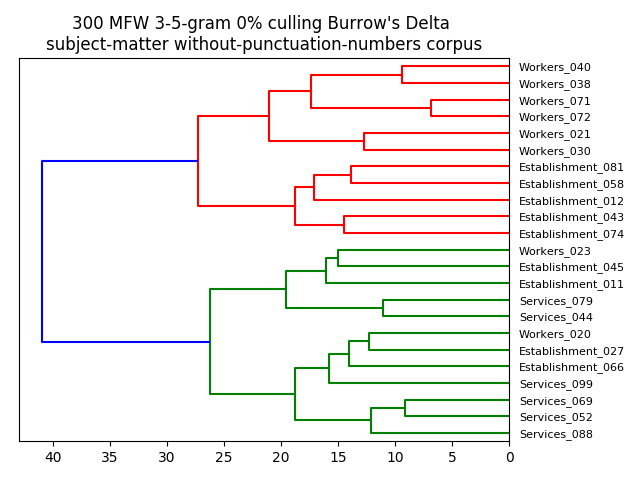 300 MFW 3-5-gram 0% culling Burrow's Delta
subject-matter without-punctuation-numbers corpus
Workers_040
Workers_038
Workers_071
Workers_072
Workers_021
Workers_030
Establishment_081
Establishment_058
Establishment_012
Establishment_043
Establishment_074
Workers_023
Establishment_045
Establishment_011
Services_079
Services_044
Workers_020
Establishment_027
Establishment_066
Services_099
Services_069
Services_052
Services_088
40 35 30 25 20 15 10 5 0